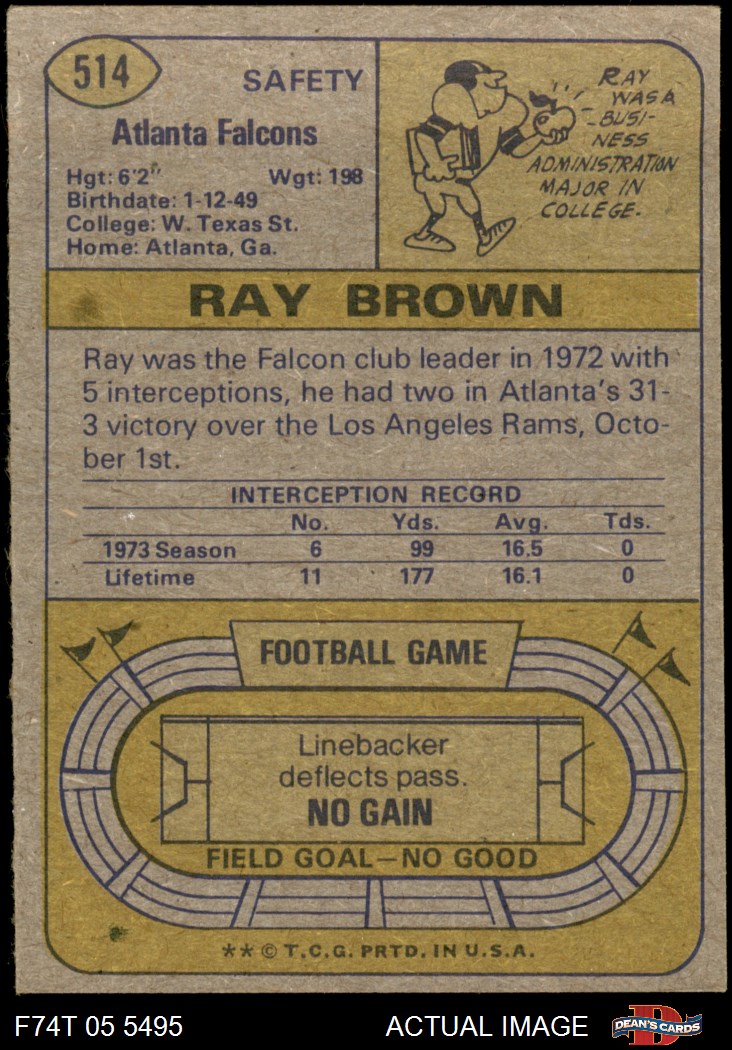 514
SAFETY
Atlanta Falcons
Hgt: 6'2" Wgt: 198
Birthdate: 1-12-49
College: W. Texas St.
Home: Atlanta, Ga.
RAY
WAS A
BUSI-
NESS
ADMINISTRATION
MAJOR IN
COLLEGE.
RAY BROWN
Ray was the Falcon club leader in 1972 with
5 interceptions, he had two in Atlanta's 31-
3 victory over the Los Angeles Rams, Octo-
ber 1st.
INTERCEPTION RECORD
No. Yds. Avg. Tds.
1973 Season 6 99 16.5 0
Lifetime 11 177 16.1 0
FOOTBALL GAME
Linebacker
deflects pass.
NO GAIN
FIELD GOAL—NO GOOD
** © T.C.G. PRTD. IN U.S.A.
F74T 05 5495 ACTUAL IMAGE
D
DEAN'S CARDS